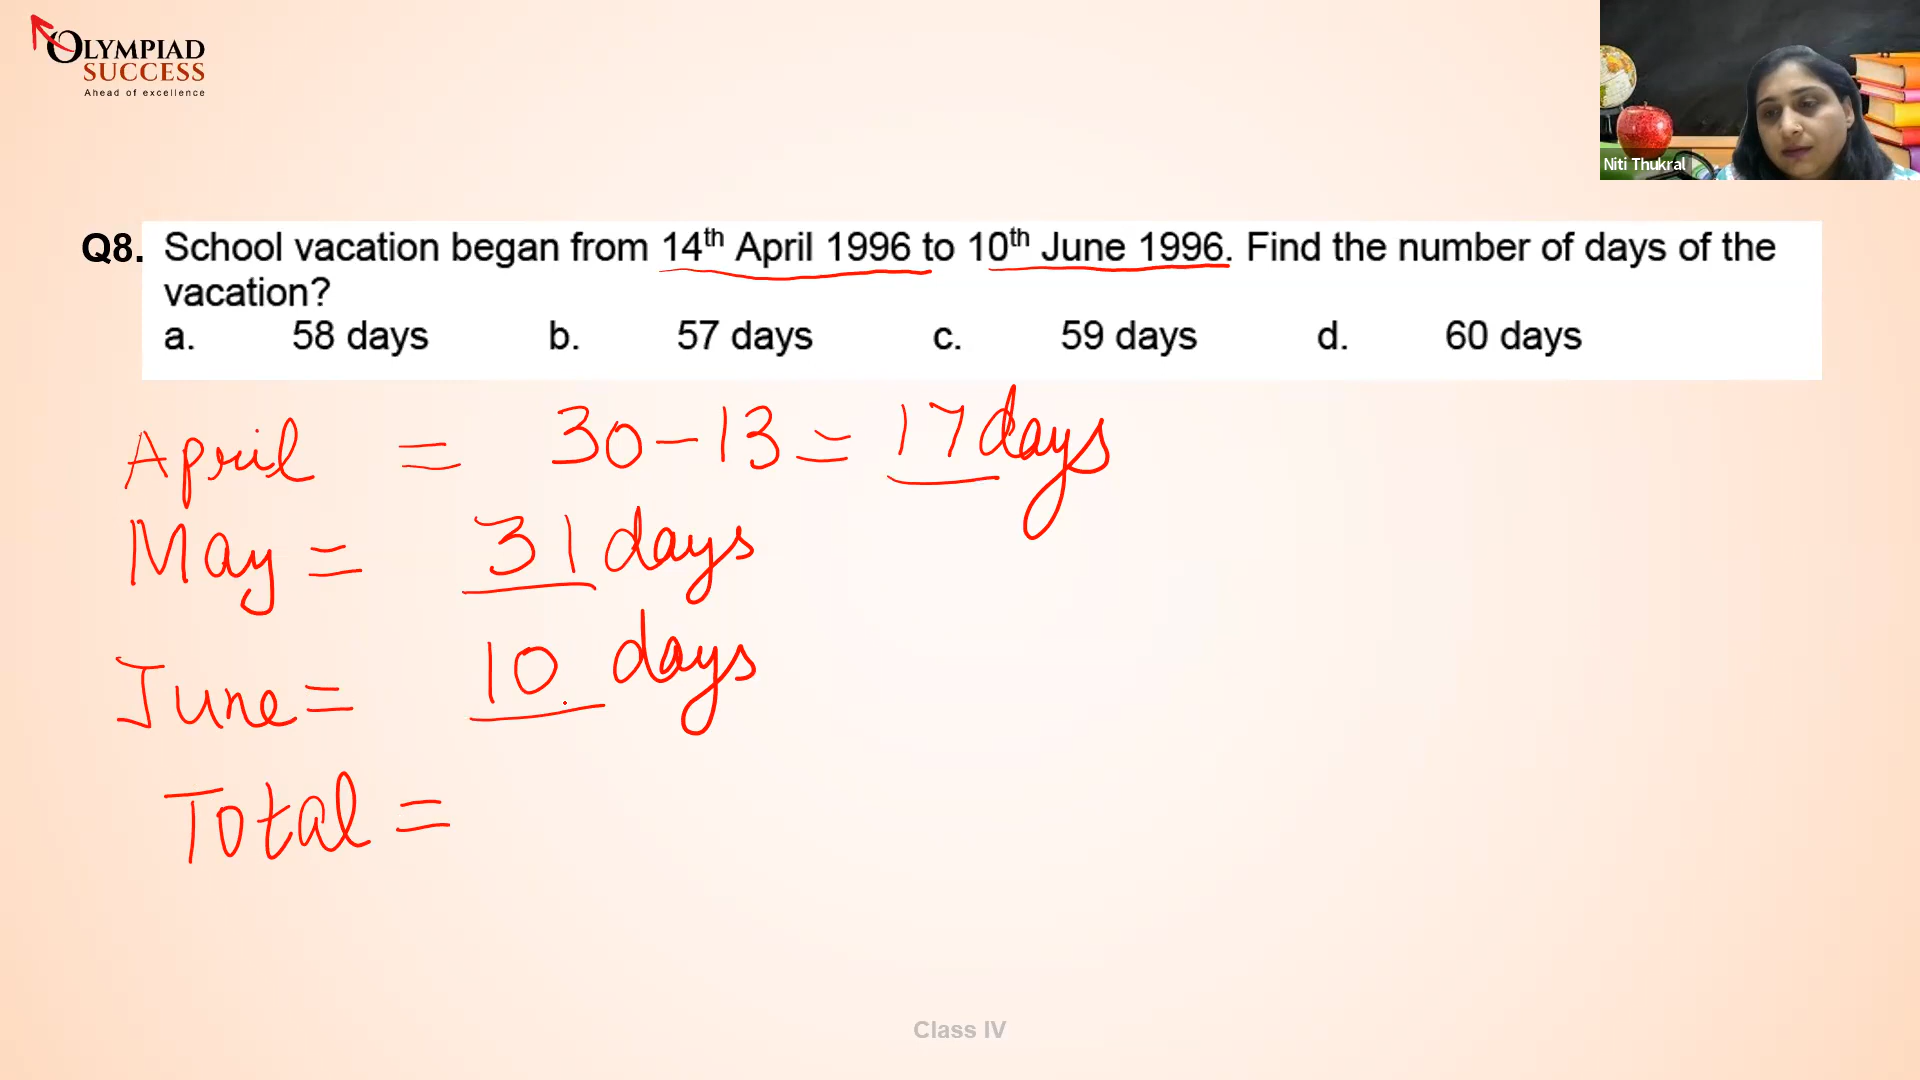 OLYMPIAD
SUCCESS
Ahead of excellence
Niti Thukral
Q8. School vacation began from 14th April 1996 to 10th June 1996. Find the number of days of the
vacation?
a. 58 days b. 57 days c. 59 days d. 60 days
April = 30-13 = 17 days
May = 31 days
June = 10 days
Total =
Class IV